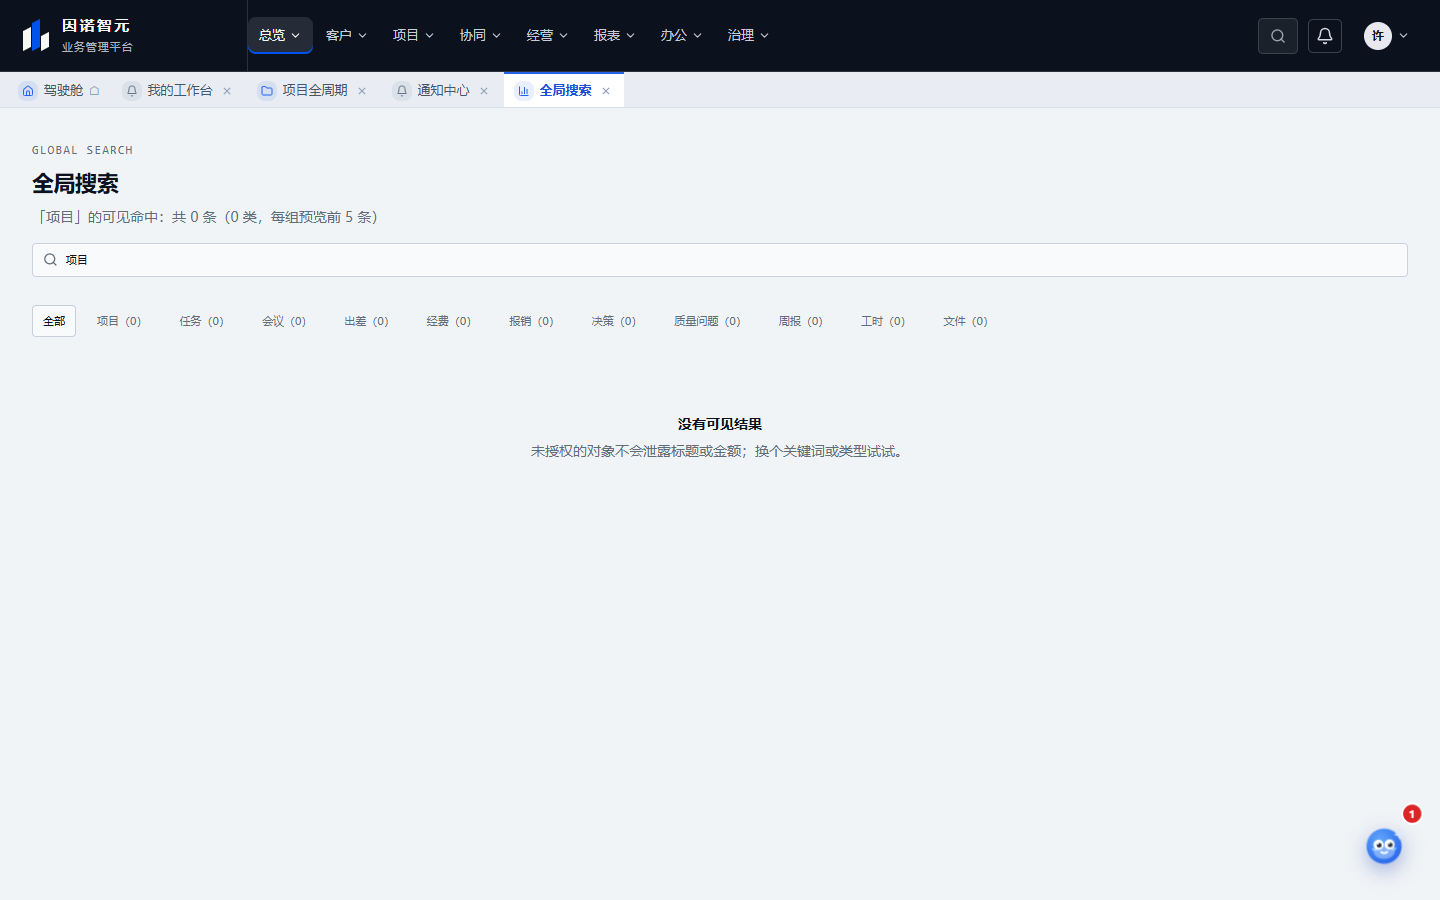 因诺智元
业务管理平台
总览 客户 项目 协同 经营 报表 办公 治理
许
驾驶舱 我的工作台 项目全周期 通知中心 全局搜索
GLOBAL SEARCH
全局搜索
「项目」的可见命中：共 0 条（0 类，每组预览前 5 条）
项目
全部 项目（0） 任务（0） 会议（0） 出差（0） 经费（0） 报销（0） 决策（0） 质量问题（0） 周报（0） 工时（0） 文件（0）
没有可见结果
未授权的对象不会泄露标题或金额；换个关键词或类型试试。
1